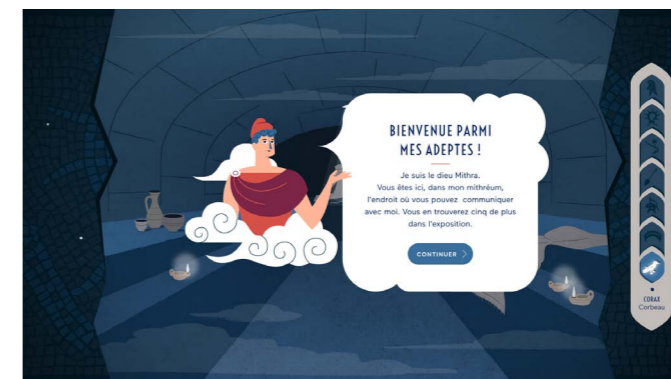 BIENVENUE PARMI
MES ADEPTES !
Je suis le dieu Mithra.
Vous êtes ici, dans mon mithréum,
l'endroit où vous pouvez communiquer
avec moi. Vous en trouverez cinq de plus
dans l'exposition.
CONTINUER
CORAX
Corbeau